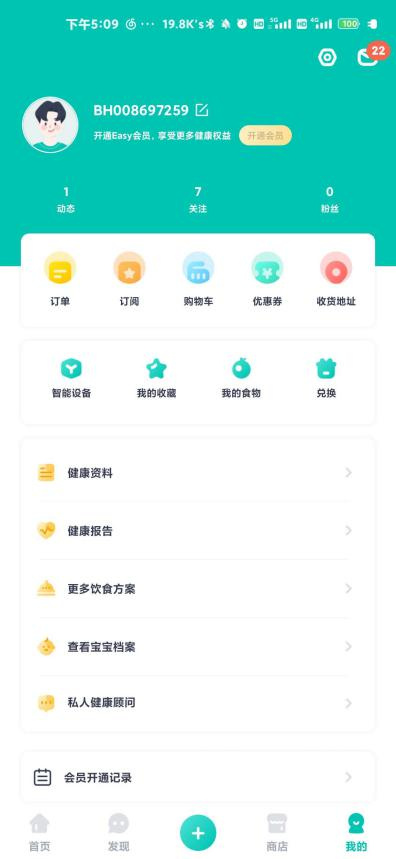 下午5:09 ··· 19.8K's HD 5G HD 4G 100
22
BH008697259
开通Easy会员，享受更多健康权益 开通会员
1 7 0
动态 关注 粉丝
订单 订阅 购物车 优惠券 收货地址
智能设备 我的收藏 我的食物 兑换
健康资料
健康报告
更多饮食方案
查看宝宝档案
私人健康顾问
会员开通记录
首页 发现 商店 我的